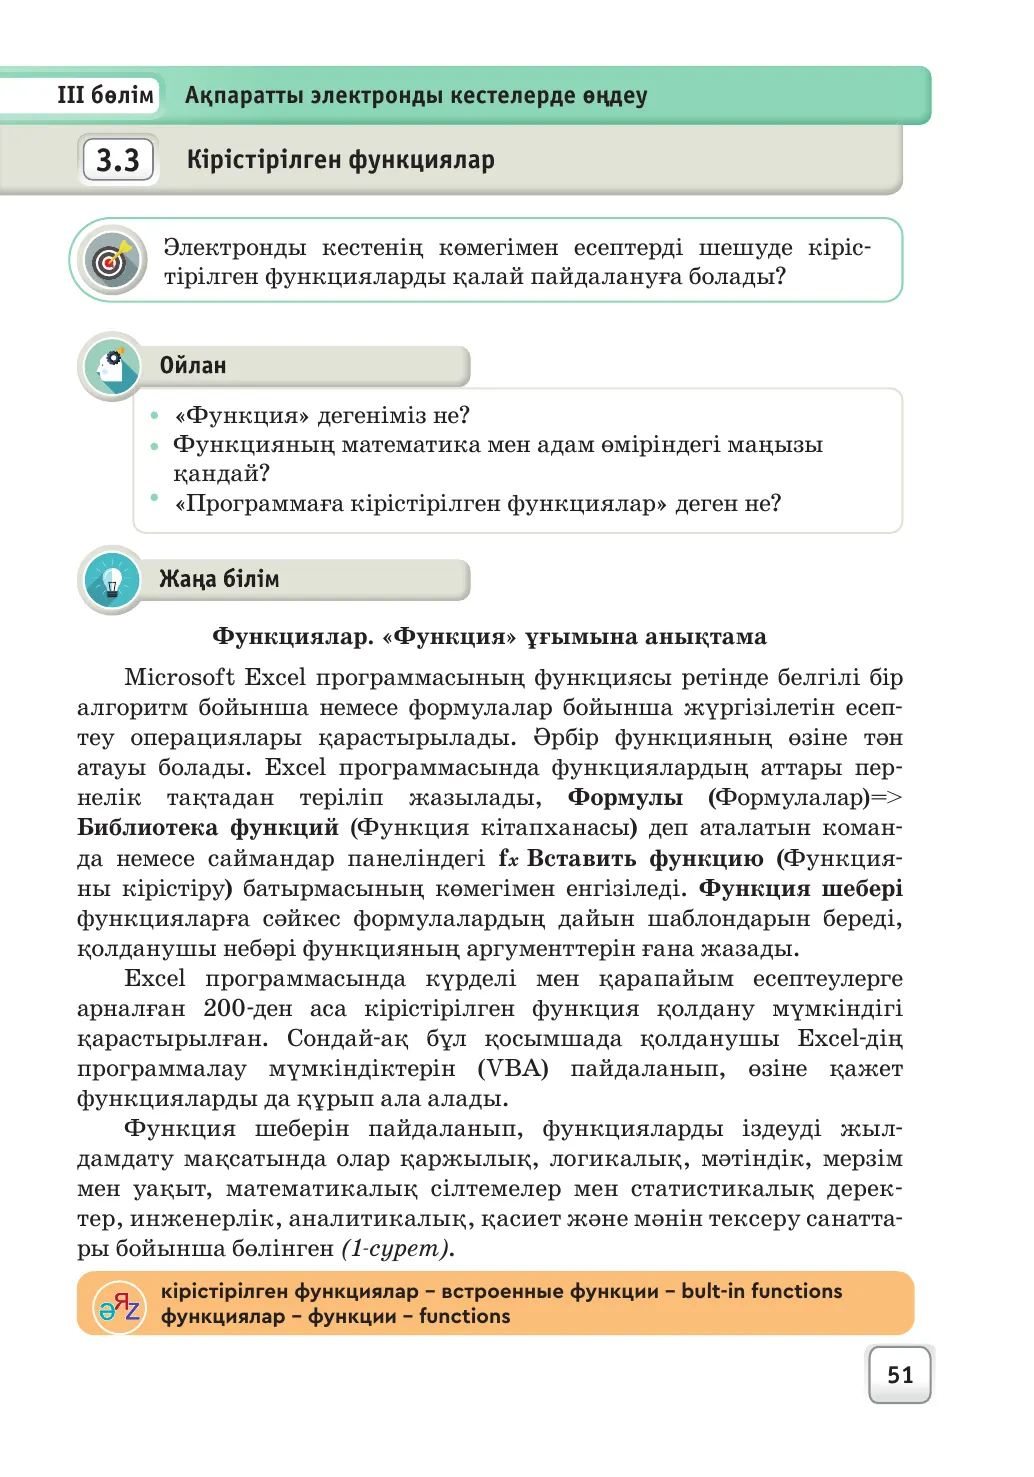 III бөлім
Ақпаратты электронды кестелерде өңдеу
3.3
Кірістірілген функциялар
Электронды кестенің көмегімен есептерді шешуде кіріс-
тірілген функцияларды қалай пайдалануға болады?
Ойлан
• «Функция» дегеніміз не?
• Функцияның математика мен адам өміріндегі маңызы
қандай?
• «Программаға кірістірілген функциялар» деген не?
Жаңа білім
Функциялар. «Функция» ұғымына анықтама
Microsoft Excel программасының функциясы ретінде белгілі бір
алгоритм бойынша немесе формулалар бойынша жүргізілетін есеп-
теу операциялары қарастырылады. Әрбір функцияның өзіне тән
атауы болады. Excel программасында функциялардың аттары пер-
нелік тақтадан теріліп жазылады, Формулы (Формулалар)=>
Библиотека функций (Функция кітапханасы) деп аталатын коман-
да немесе саймандар панеліндегі fx Вставить функцию (Функция-
ны кірістіру) батырмасының көмегімен енгізіледі. Функция шебері
функцияларға сәйкес формулалардың дайын шаблондарын береді,
қолданушы небәрі функцияның аргументтерін ғана жазады.
Excel программасында күрделі мен қарапайым есептеулерге
арналған 200-ден аса кірістірілген функция қолдану мүмкіндігі
қарастырылған. Сондай-ақ бұл қосымшада қолданушы Excel-дің
программалау мүмкіндіктерін (VBA) пайдаланып, өзіне қажет
функцияларды да құрып ала алады.
Функция шеберін пайдаланып, функцияларды іздеуді жыл-
дамдату мақсатында олар қаржылық, логикалық, мәтіндік, мерзім
мен уақыт, математикалық сілтемелер мен статистикалық дерек-
тер, инженерлік, аналитикалық, қасиет және мәнін тексеру санатта-
ры бойынша бөлінген (1-сурет).
ӘЯZ
кірістірілген функциялар – встроенные функции – bult-in functions
функциялар – функции – functions
51